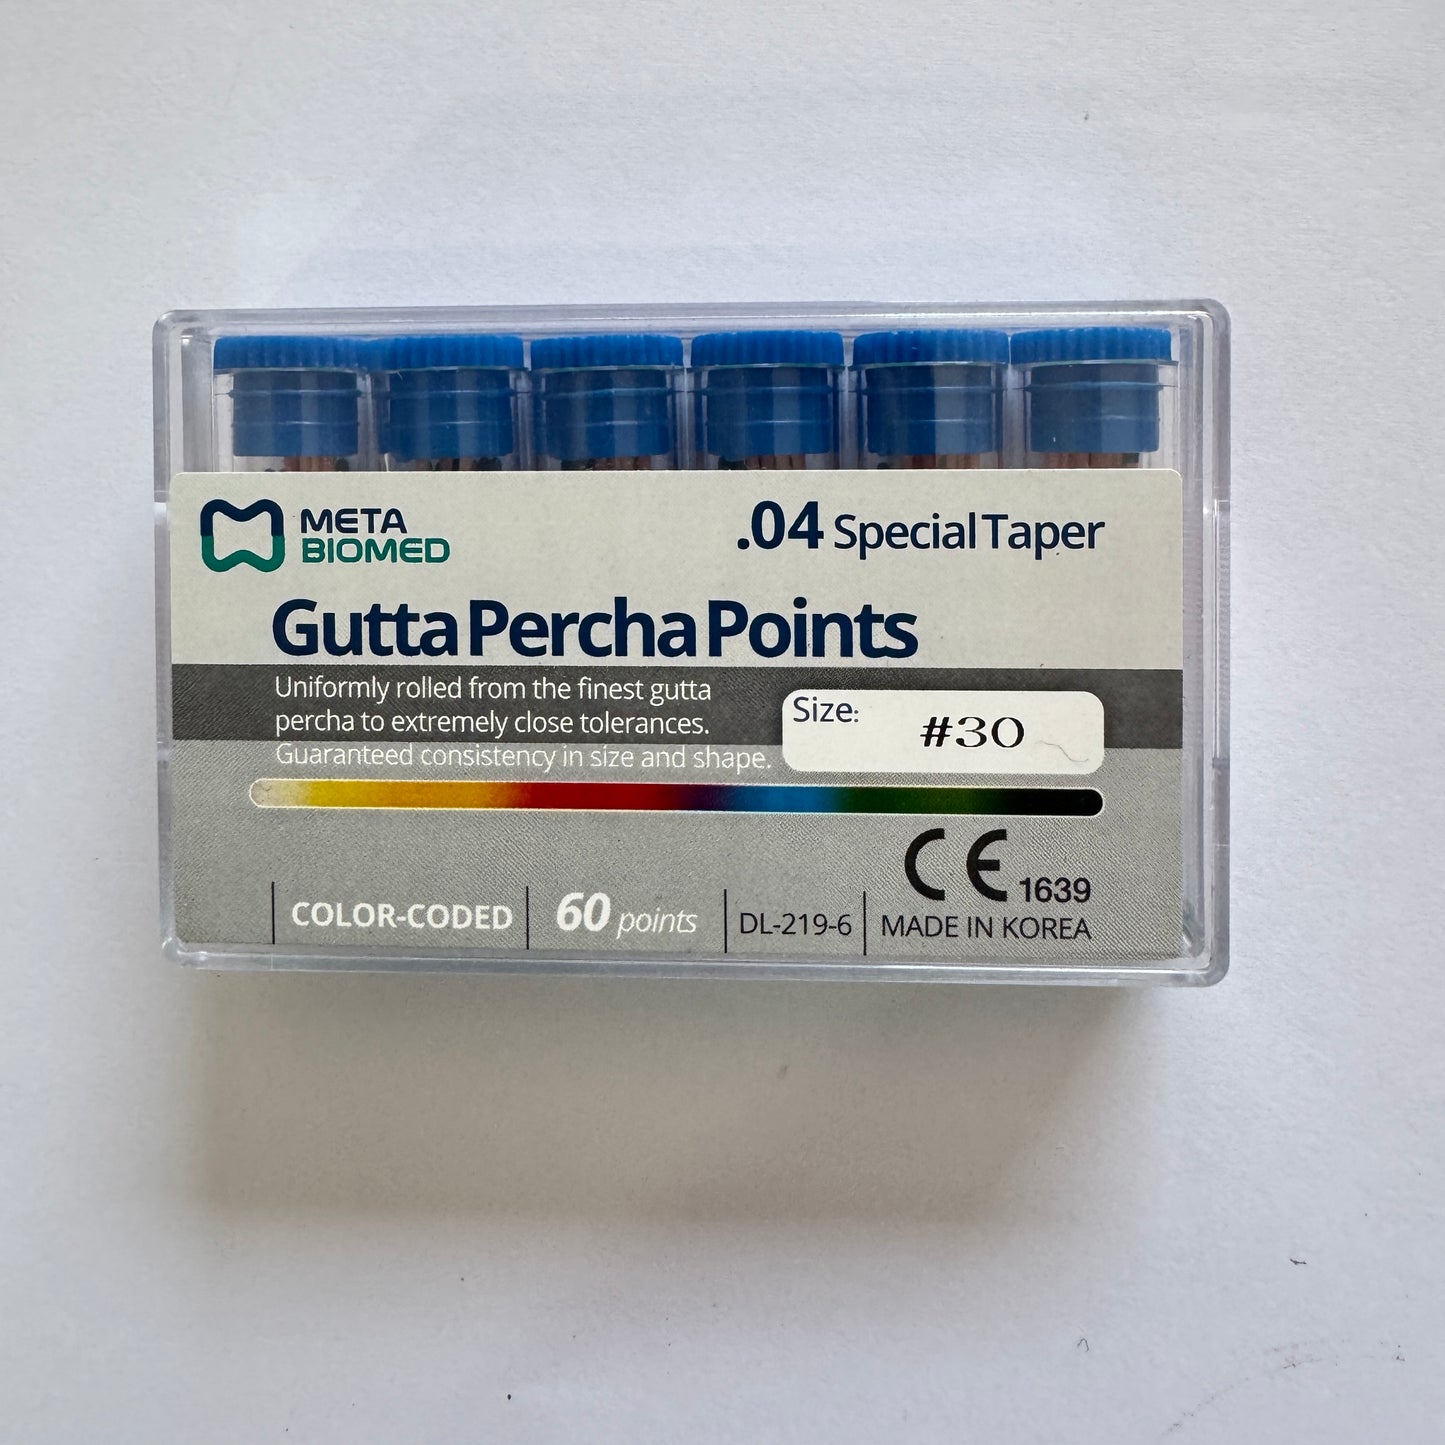 META
BIOMED
.04 Special Taper
Gutta Percha Points
Uniformly rolled from the finest gutta
percha to extremely close tolerances.
Guaranteed consistency in size and shape.
Size:
#30
CE 1639
COLOR-CODED
60 points
DL-219-6
MADE IN KOREA